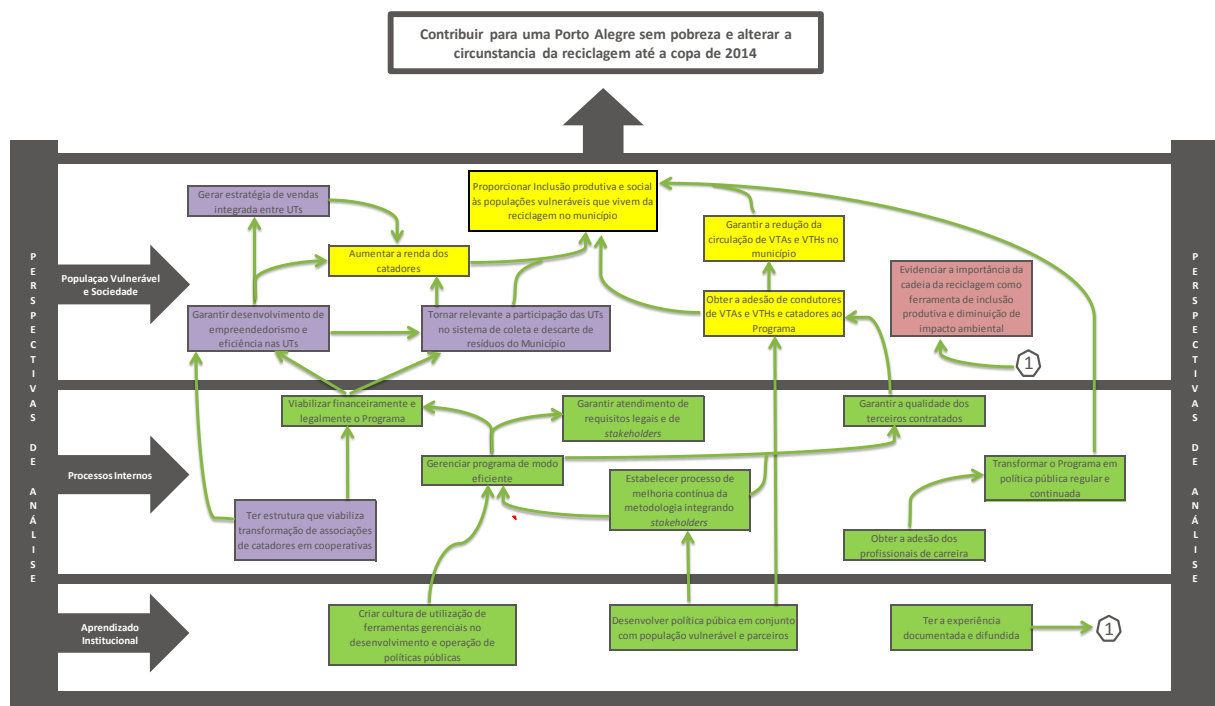 Contribuir para uma Porto Alegre sem pobreza e alterar a
circunstancia da reciclagem até a copa de 2014
PERSPECTIVAS DE ANÁLISE
PERSPECTIVAS DE ANÁLISE
Populaçao Vulnerável
e Sociedade
Gerar estratégia de vendas
integrada entre UTs
Proporcionar Inclusão produtiva e social
às populações vulneráveis que vivem da
reciclagem no município
Garantir a redução da
circulação de VTAs e VTHs no
município
Aumentar a renda dos
catadores
Evidenciar a importância da
cadeia da reciclagem como
ferramenta de inclusão
produtiva e diminuição de
impacto ambiental
Garantir desenvolvimento de
empreendedorismo e
eficiência nas UTs
Tornar relevante a participação das UTs
no sistema de coleta e descarte de
resíduos do Município
Obter a adesão de condutores
de VTAs e VTHs e catadores ao
Programa
1
Processos Internos
Viabilizar financeiramente e
legalmente o Programa
Garantir atendimento de
requisitos legais e de
stakeholders
Garantir a qualidade dos
terceiros contratados
Gerenciar programa de modo
eficiente
Estabelecer processo de
melhoria contínua da
metodologia integrando
stakeholders
Transformar o Programa em
política pública regular e
continuada
Ter estrutura que viabiliza
transformação de associações
de catadores em cooperativas
Obter a adesão dos
profissionais de carreira
Aprendizado
Institucional
Criar cultura de utilização de
ferramentas gerenciais no
desenvolvimento e operação de
políticas públicas
Desenvolver política púbica em conjunto
com população vulnerável e parceiros
Ter a experiência
documentada e difundida
1